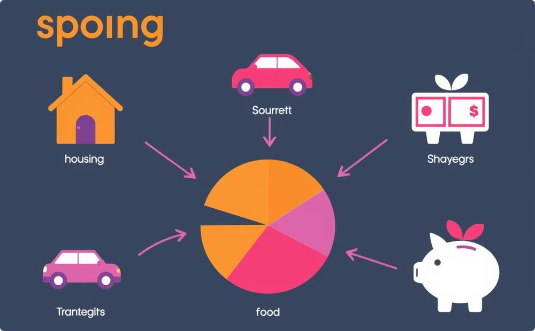 spoing
Sourrett
housing
$
Shayegrs
Trantegits
food